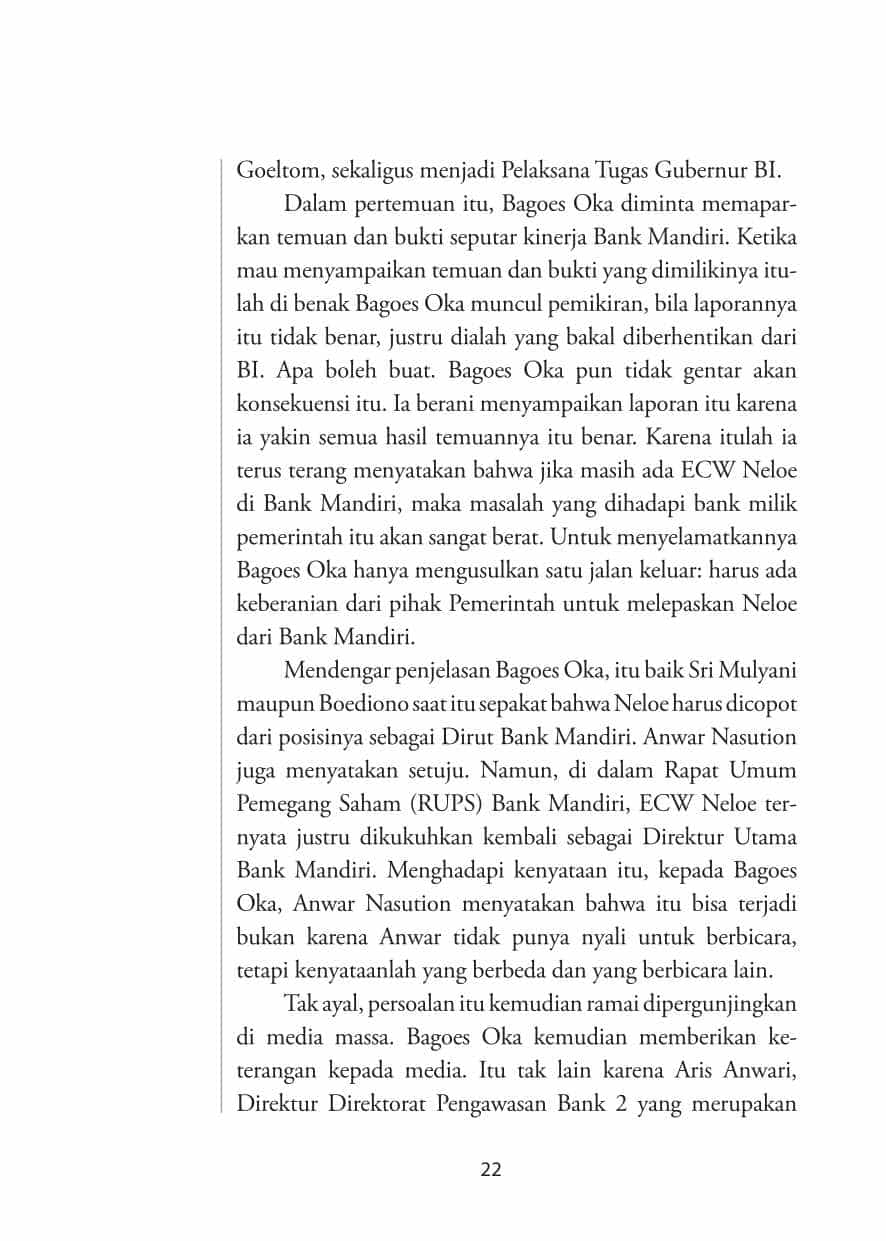 Goeltom, sekaligus menjadi Pelaksana Tugas Gubernur BI.
Dalam pertemuan itu, Bagoes Oka diminta memapar-
kan temuan dan bukti seputar kinerja Bank Mandiri. Ketika
mau menyampaikan temuan dan bukti yang dimilikinya itu-
lah di benak Bagoes Oka muncul pemikiran, bila laporannya
itu tidak benar, justru dialah yang bakal diberhentikan dari
BI. Apa boleh buat. Bagoes Oka pun tidak gentar akan
konsekuensi itu. Ia berani menyampaikan laporan itu karena
ia yakin semua hasil temuannya itu benar. Karena itulah ia
terus terang menyatakan bahwa jika masih ada ECW Neloe
di Bank Mandiri, maka masalah yang dihadapi bank milik
pemerintah itu akan sangat berat. Untuk menyelamatkannya
Bagoes Oka hanya mengusulkan satu jalan keluar: harus ada
keberanian dari pihak Pemerintah untuk melepaskan Neloe
dari Bank Mandiri.
Mendengar penjelasan Bagoes Oka, itu baik Sri Mulyani
maupun Boediono saat itu sepakat bahwa Neloe harus dicopot
dari posisinya sebagai Dirut Bank Mandiri. Anwar Nasution
juga menyatakan setuju. Namun, di dalam Rapat Umum
Pemegang Saham (RUPS) Bank Mandiri, ECW Neloe ter-
nyata justru dikukuhkan kembali sebagai Direktur Utama
Bank Mandiri. Menghadapi kenyataan itu, kepada Bagoes
Oka, Anwar Nasution menyatakan bahwa itu bisa terjadi
bukan karena Anwar tidak punya nyali untuk berbicara,
tetapi kenyataanlah yang berbeda dan yang berbicara lain.
Tak ayal, persoalan itu kemudian ramai dipergunjingkan
di media massa. Bagoes Oka kemudian memberikan ke-
terangan kepada media. Itu tak lain karena Aris Anwari,
Direktur Direktorat Pengawasan Bank 2 yang merupakan
22